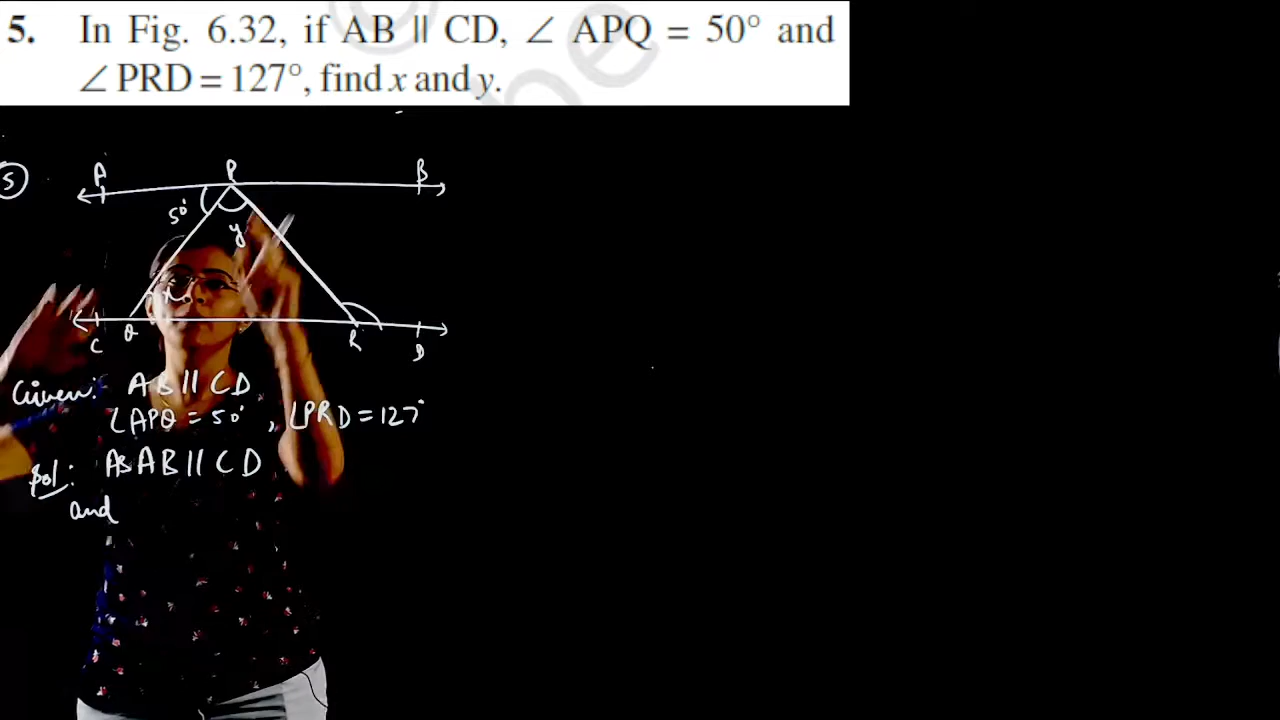 5. In Fig. 6.32, if AB || CD, ∠ APQ = 50° and
∠ PRD = 127°, find x and y.
5
A P B
50°
y
x
C Q R D
Given: AB || CD
∠APQ = 50°, ∠PRD = 127°
Sol: As AB || CD
and